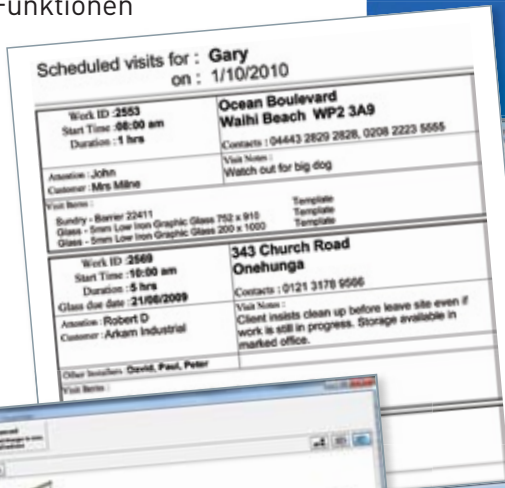 Funktionen
Scheduled visits for : Gary
on : 1/10/2010
Work ID :2553
Start Time :08:00 am
Duration :1 hrs
Ocean Boulevard
Waihi Beach WP2 3A9
Contacts : 04443 2829 2828, 0208 2223 5555
Attention : John
Customer : Mrs Milne
Visit Notes :
Watch out for big dog
Visit Items :
Sundry - Barrier 22411 Template
Glass - 5mm Low Iron Graphic Glass 752 x 910 Template
Glass - 5mm Low Iron Graphic Glass 200 x 1000 Template
Work ID :2569
Start Time :10:00 am
Duration :5 hrs
Glass due date :21/08/2009
343 Church Road
Onehunga
Contacts : 0121 3178 9566
Attention : Robert D
Customer : Arkam Industrial
Visit Notes :
Client insists clean up before leave site even if
work is still in progress. Storage available in
marked office.
Other Installers :David, Paul, Peter
Visit Items :